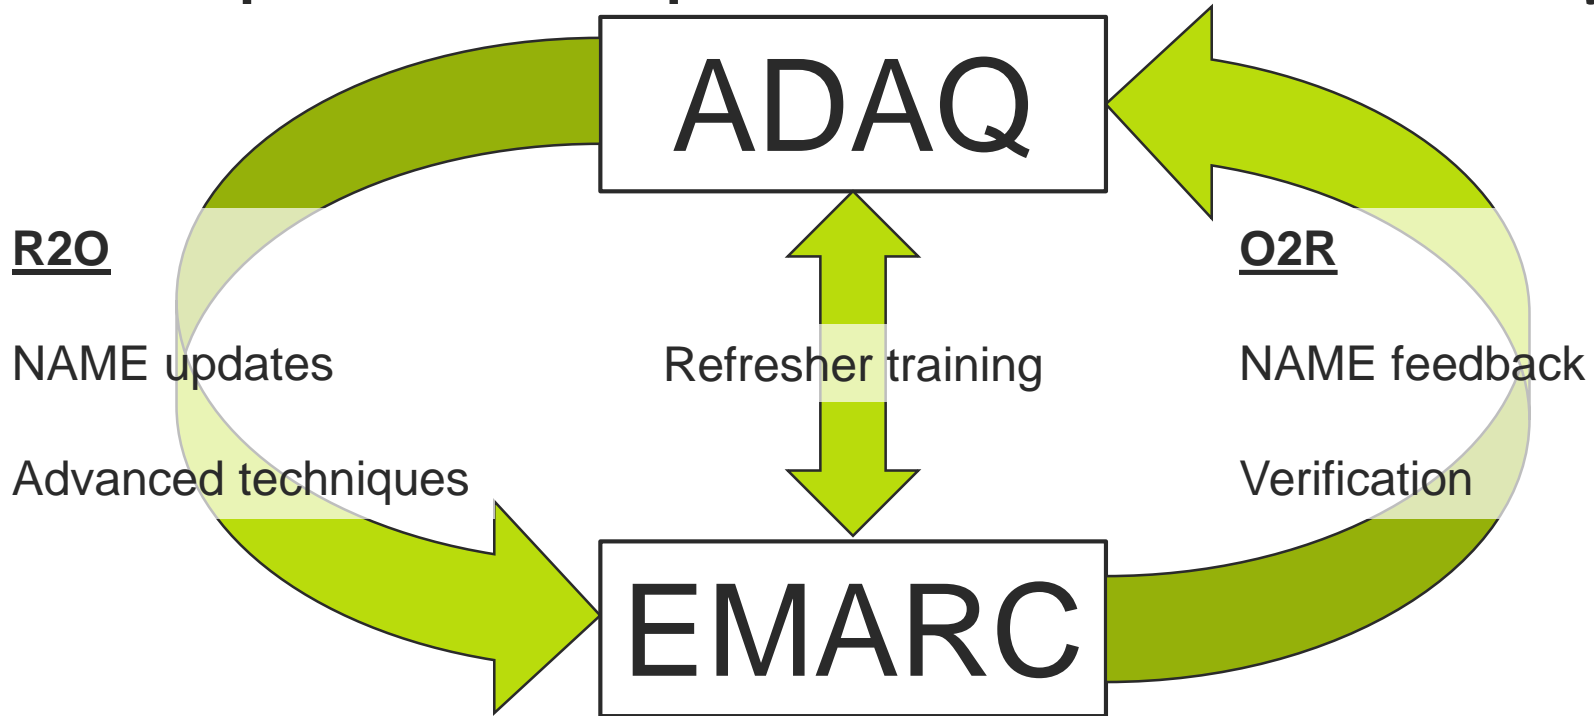 ADAQ
R2O
NAME updates
Advanced techniques
Refresher training
O2R
NAME feedback
Verification
EMARC